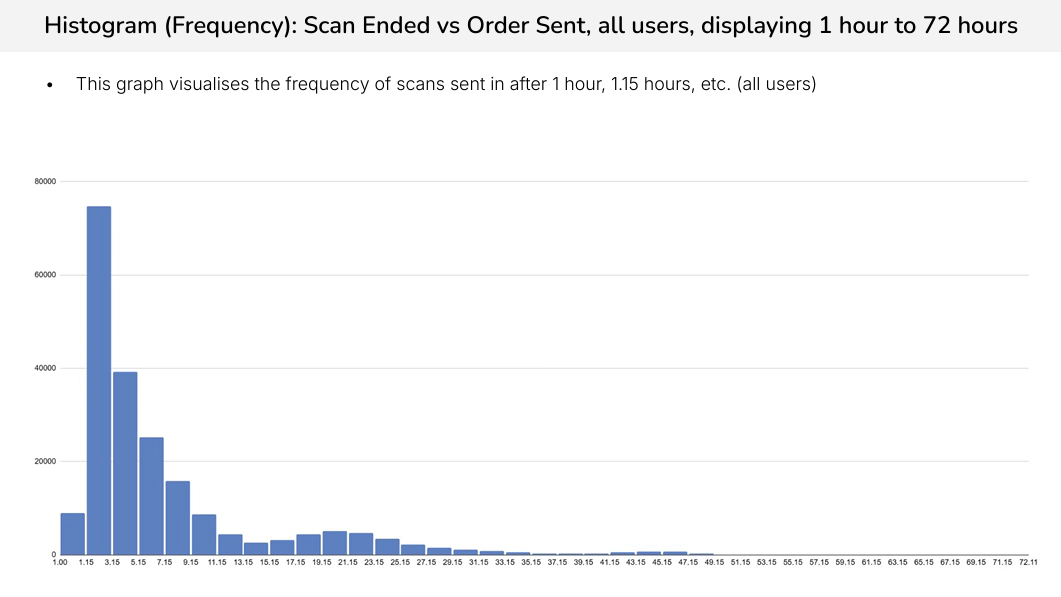 Histogram (Frequency): Scan Ended vs Order Sent, all users, displaying 1 hour to 72 hours
• This graph visualises the frequency of scans sent in after 1 hour, 1.15 hours, etc. (all users)
80000
60000
40000
20000
0
1.00 1.15 3.15 5.15 7.15 9.15 11.15 13.15 15.15 17.15 19.15 21.15 23.15 25.15 27.15 29.15 31.15 33.15 35.15 37.15 39.15 41.15 43.15 45.15 47.15 49.15 51.15 53.15 55.15 57.15 59.15 61.15 63.15 65.15 67.15 69.15 71.15 72.11